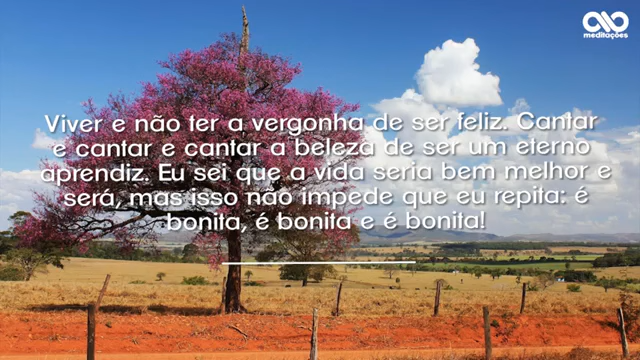 meditações
Viver e não ter a vergonha de ser feliz. Cantar
e cantar e cantar a beleza de ser um eterno
aprendiz. Eu sei que a vida seria bem melhor e
será, mas isso não impede que eu repita: é
bonita, é bonita e é bonita!